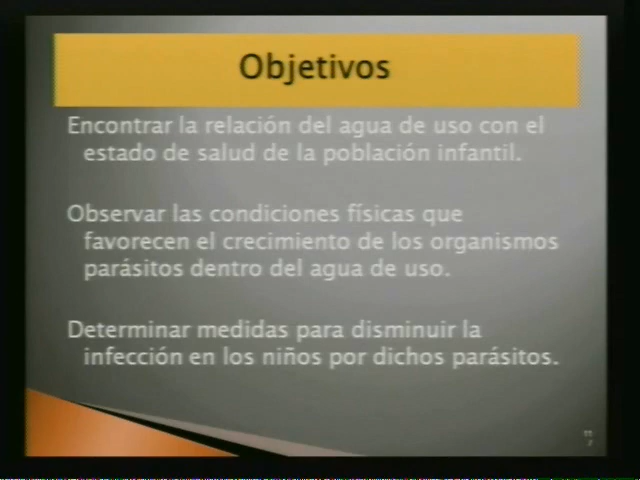 Objetivos
Encontrar la relación del agua de uso con el
estado de salud de la población infantil.
Observar las condiciones físicas que
favorecen el crecimiento de los organismos
parásitos dentro del agua de uso.
Determinar medidas para disminuir la
infección en los niños por dichos parásitos.